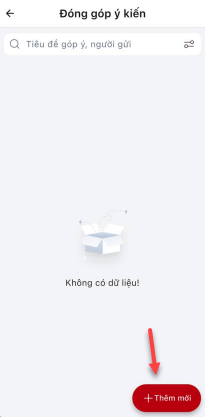 Đóng góp ý kiến
Tiêu đề góp ý, người gửi
Không có dữ liệu!
Thêm mới